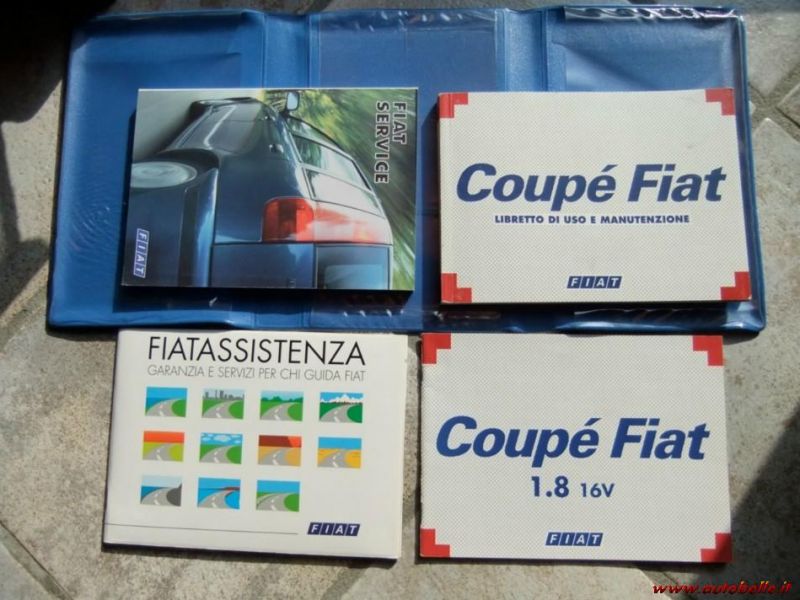 FIAT
SERVICE
FIAT
Coupé Fiat
LIBRETTO DI USO E MANUTENZIONE
FIAT
FIATASSISTENZA
GARANZIA E SERVIZI PER CHI GUIDA FIAT
FIAT
Coupé Fiat
1.8 16V
FIAT
www.autobelle.it